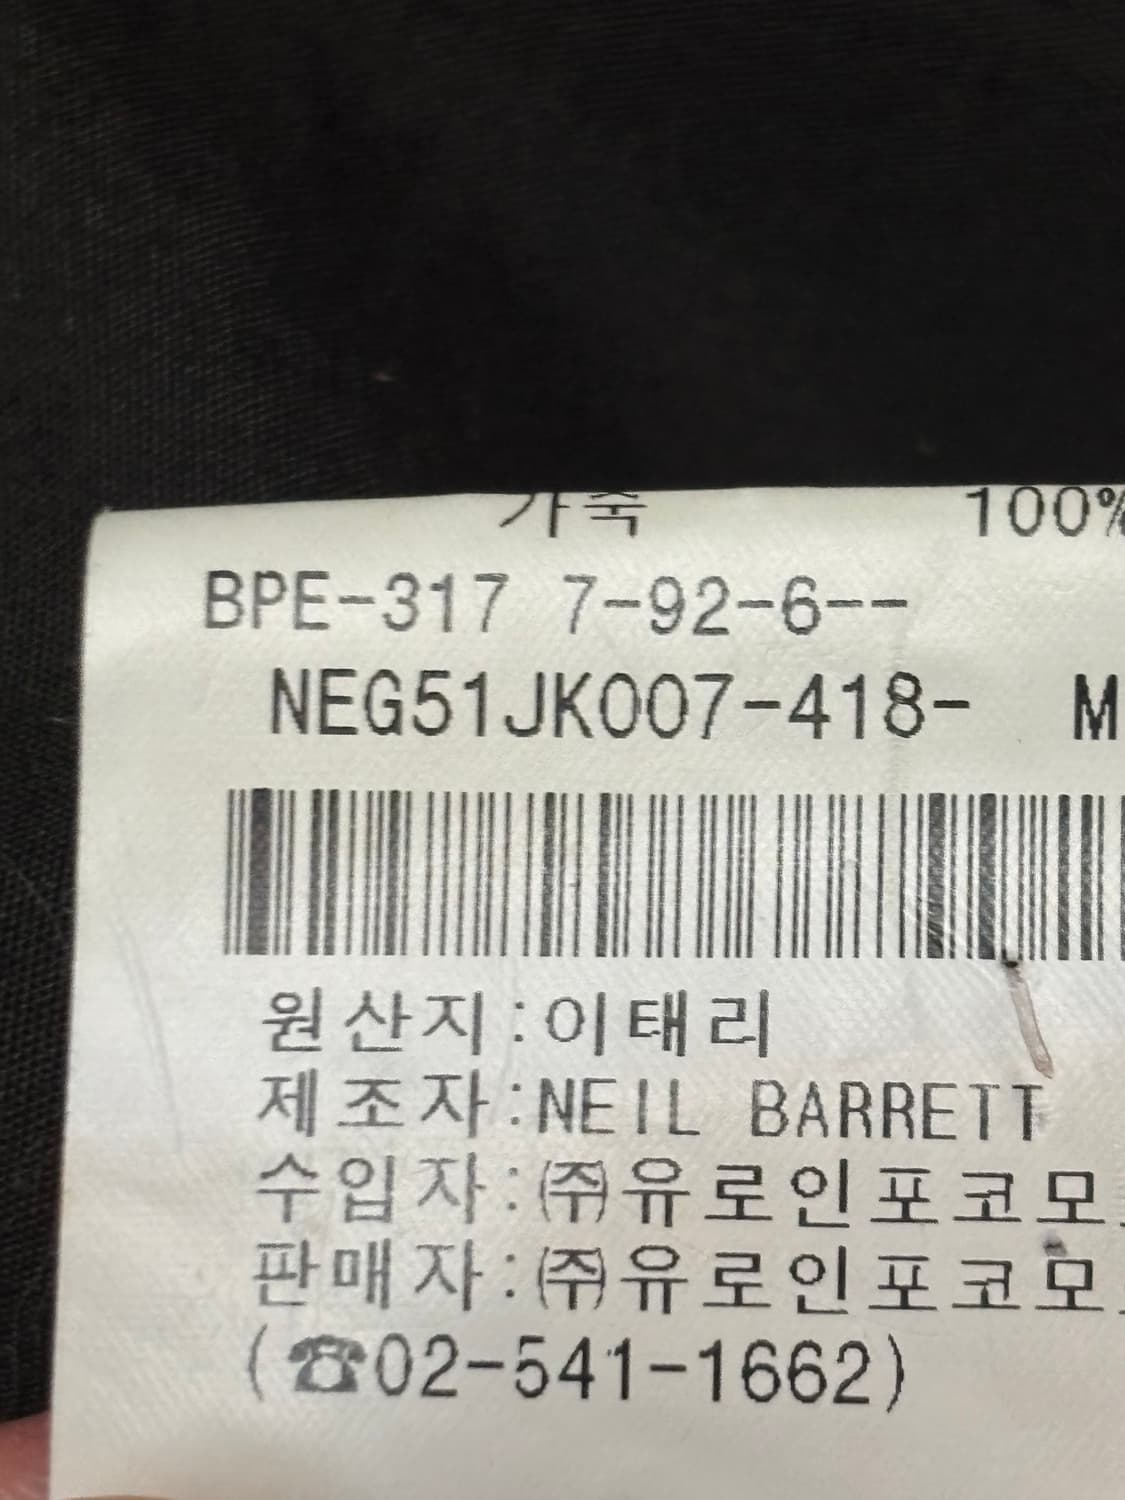 가죽 100%
BPE-317 7-92-6--
NEG51JK007-418- M
원산지:이태리
제조자:NEIL BARRETT
수입자:㈜유로인포코모
판매자:㈜유로인포코모
(☎02-541-1662)